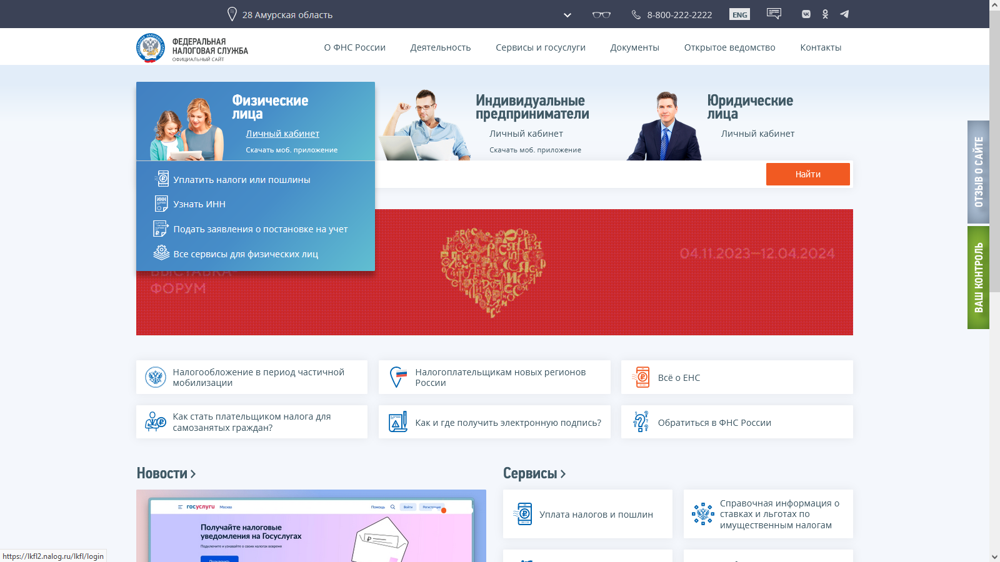 28 Амурская область
8-800-222-2222
ENG
ФЕДЕРАЛЬНАЯ
НАЛОГОВАЯ СЛУЖБА
ОФИЦИАЛЬНЫЙ САЙТ
О ФНС России
Деятельность
Сервисы и госуслуги
Документы
Открытое ведомство
Контакты
Физические
лица
Личный кабинет
Скачать моб. приложение
Индивидуальные
предприниматели
Личный кабинет
Скачать моб. приложение
Юридические
лица
Личный кабинет
Уплатить налоги или пошлины
Узнать ИНН
Подать заявления о постановке на учет
Все сервисы для физических лиц
Найти
ОТЗЫВ О САЙТЕ
ВАШ КОНТРОЛЬ
ВЫСТАВКА-
ФОРУМ
04.11.2023—12.04.2024
Налогообложение в период частичной
мобилизации
Налогоплательщикам новых регионов
России
Всё о ЕНС
Как стать плательщиком налога для
самозанятых граждан?
Как и где получить электронную подпись?
Обратиться в ФНС России
Новости
госуслуги
Москва
Помощь
Войти
Регистрация
Получайте налоговые
уведомления на Госуслугах
Подключите и узнавайте о своих налогах вовремя
Подключить
Сервисы
Уплата налогов и пошлин
Справочная информация о
ставках и льготах по
имущественным налогам
https://lkfl2.nalog.ru/lkfl/login